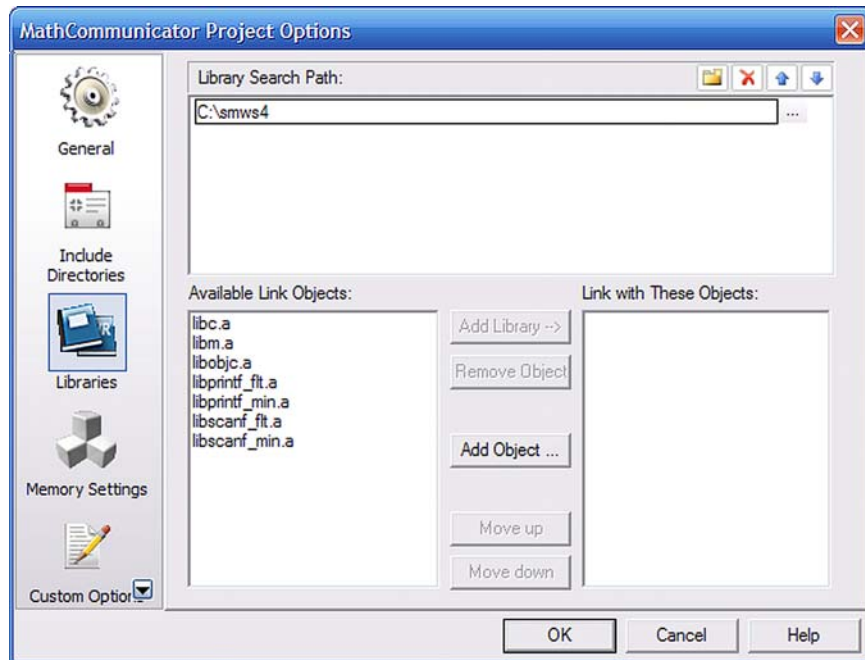 MathCommunicator Project Options
General
Include
Directories
Libraries
Memory Settings
Custom Option
Library Search Path:
C:\smws4
...
Available Link Objects:
libc.a
libm.a
libobjc.a
libprintf_flt.a
libprintf_min.a
libscanf_flt.a
libscanf_min.a
Add Library -->
Remove Object
Add Object ...
Move up
Move down
Link with These Objects:
OK
Cancel
Help